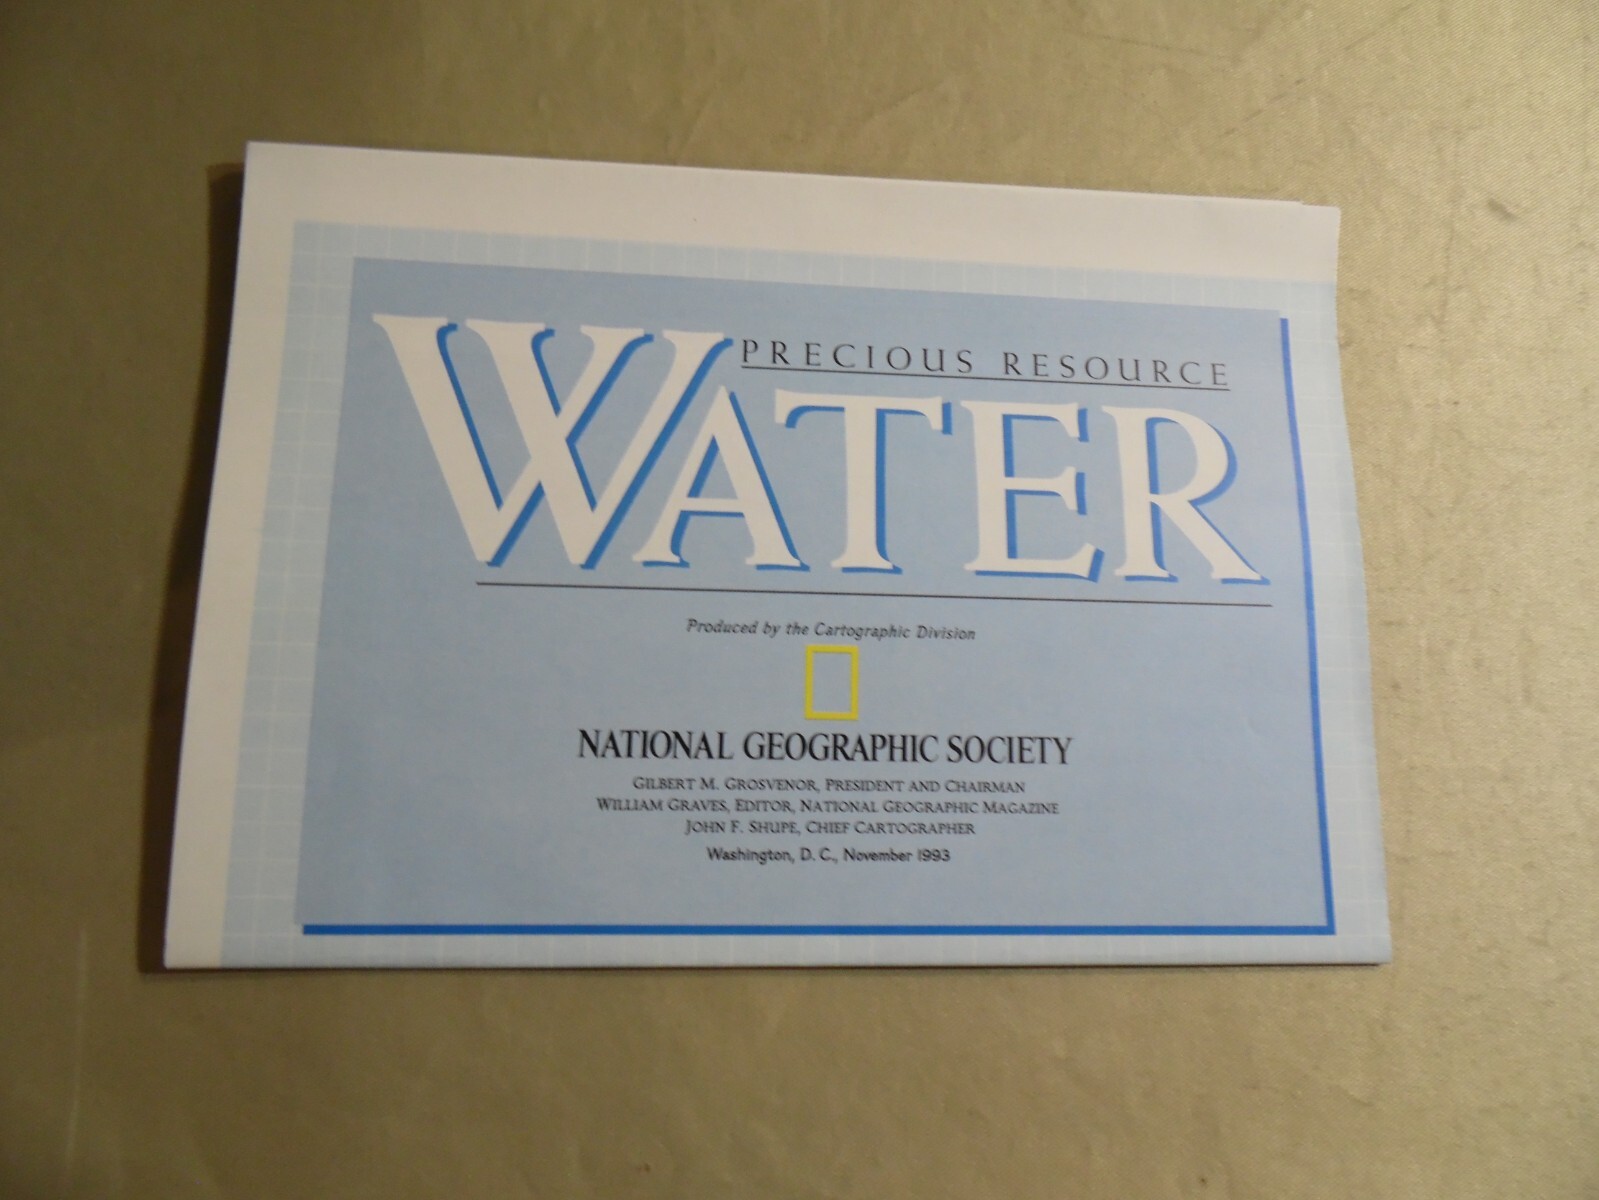 PRECIOUS RESOURCE
WATER
Produced by the Cartographic Division
NATIONAL GEOGRAPHIC SOCIETY
GILBERT M. GROSVENOR, PRESIDENT AND CHAIRMAN
WILLIAM GRAVES, EDITOR, NATIONAL GEOGRAPHIC MAGAZINE
JOHN F. SHUPE, CHIEF CARTOGRAPHER
Washington, D. C., November 1993